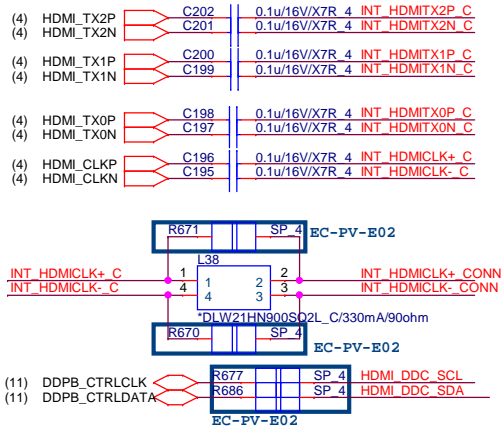 (4) HDMI_TX2P C202 0.1u/16V/X7R_4 INT_HDMITX2P_C
(4) HDMI_TX2N C201 0.1u/16V/X7R_4 INT_HDMITX2N_C
(4) HDMI_TX1P C200 0.1u/16V/X7R_4 INT_HDMITX1P_C
(4) HDMI_TX1N C199 0.1u/16V/X7R_4 INT_HDMITX1N_C
(4) HDMI_TX0P C198 0.1u/16V/X7R_4 INT_HDMITX0P_C
(4) HDMI_TX0N C197 0.1u/16V/X7R_4 INT_HDMITX0N_C
(4) HDMI_CLKP C196 0.1u/16V/X7R_4 INT_HDMICLK+_C
(4) HDMI_CLKN C195 0.1u/16V/X7R_4 INT_HDMICLK-_C
R671 SP_4 EC-PV-E02
L38
INT_HDMICLK+_C 1 1 2 2 INT_HDMICLK+_CONN
INT_HDMICLK-_C 4 4 3 3 INT_HDMICLK-_CONN
*DLW21HN900SQ2L_C/330mA/90ohm
R670 SP_4 EC-PV-E02
(11) DDPB_CTRLCLK R677 SP_4 HDMI_DDC_SCL
(11) DDPB_CTRLDATA R686 SP_4 HDMI_DDC_SDA
EC-PV-E02